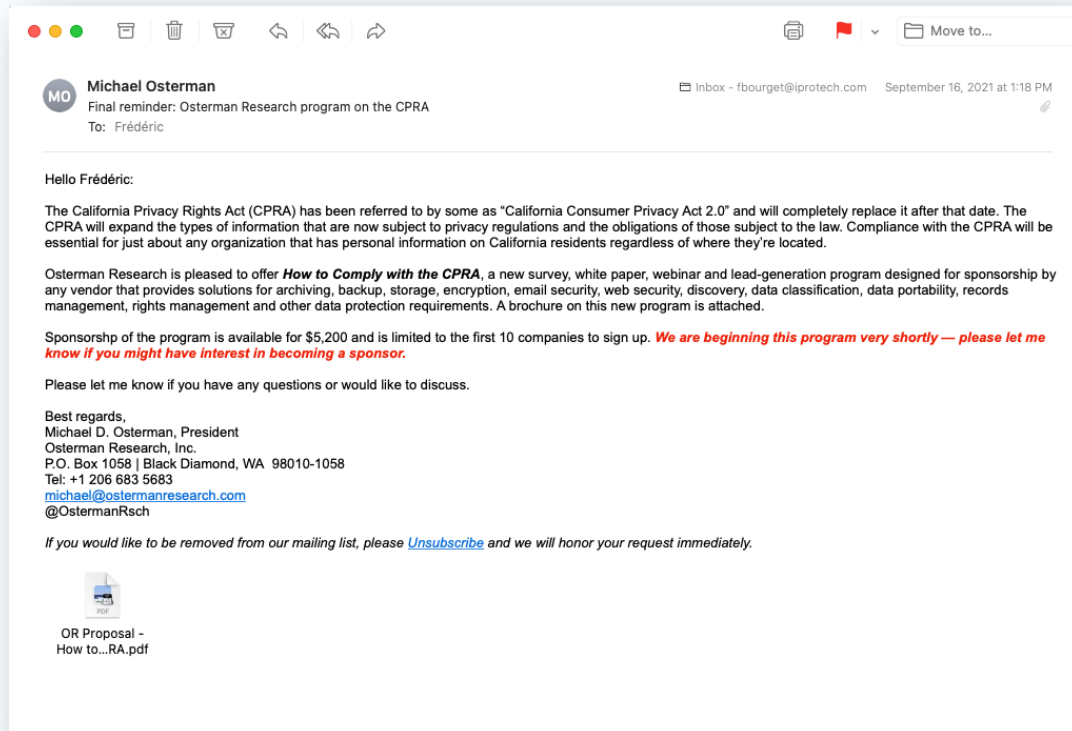 Move to...
MO
Michael Osterman
Inbox - fbourget@iprotech.com September 16, 2021 at 1:18 PM
Final reminder: Osterman Research program on the CPRA
To: Frédéric
Hello Frédéric:
The California Privacy Rights Act (CPRA) has been referred to by some as “California Consumer Privacy Act 2.0” and will completely replace it after that date. The
CPRA will expand the types of information that are now subject to privacy regulations and the obligations of those subject to the law. Compliance with the CPRA will be
essential for just about any organization that has personal information on California residents regardless of where they’re located.
Osterman Research is pleased to offer How to Comply with the CPRA, a new survey, white paper, webinar and lead-generation program designed for sponsorship by
any vendor that provides solutions for archiving, backup, storage, encryption, email security, web security, discovery, data classification, data portability, records
management, rights management and other data protection requirements. A brochure on this new program is attached.
Sponsorshp of the program is available for $5,200 and is limited to the first 10 companies to sign up. We are beginning this program very shortly — please let me
know if you might have interest in becoming a sponsor.
Please let me know if you have any questions or would like to discuss.
Best regards,
Michael D. Osterman, President
Osterman Research, Inc.
P.O. Box 1058 | Black Diamond, WA  98010-1058
Tel: +1 206 683 5683
michael@ostermanresearch.com
@OstermanRsch
If you would like to be removed from our mailing list, please Unsubscribe and we will honor your request immediately.
PDF
OR Proposal -
How to...RA.pdf